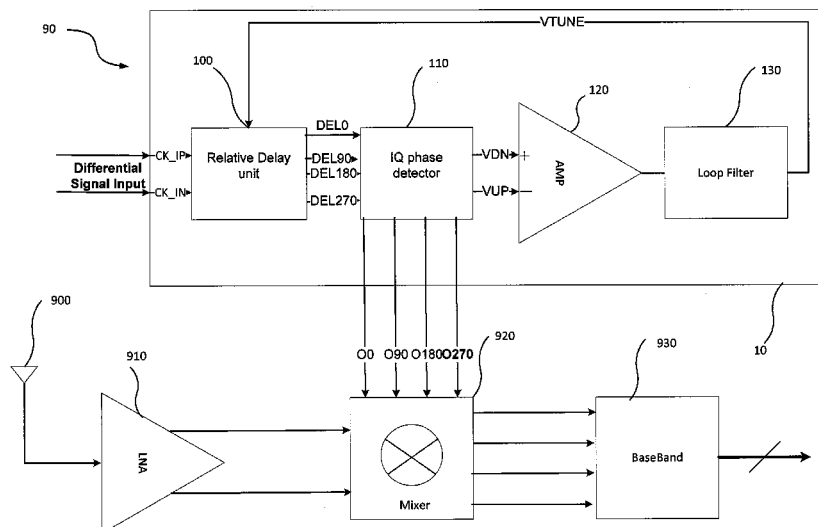 90
VTUNE
100
110
120
130
DEL0
CK_IP
Differential
Signal Input
CK_IN
Relative Delay
unit
DEL90
DEL180
DEL270
IQ phase
detector
VDN
VUP
+
−
AMP
Loop Filter
900
910
O0
O90
O180
O270
920
930
10
LNA
Mixer
BaseBand